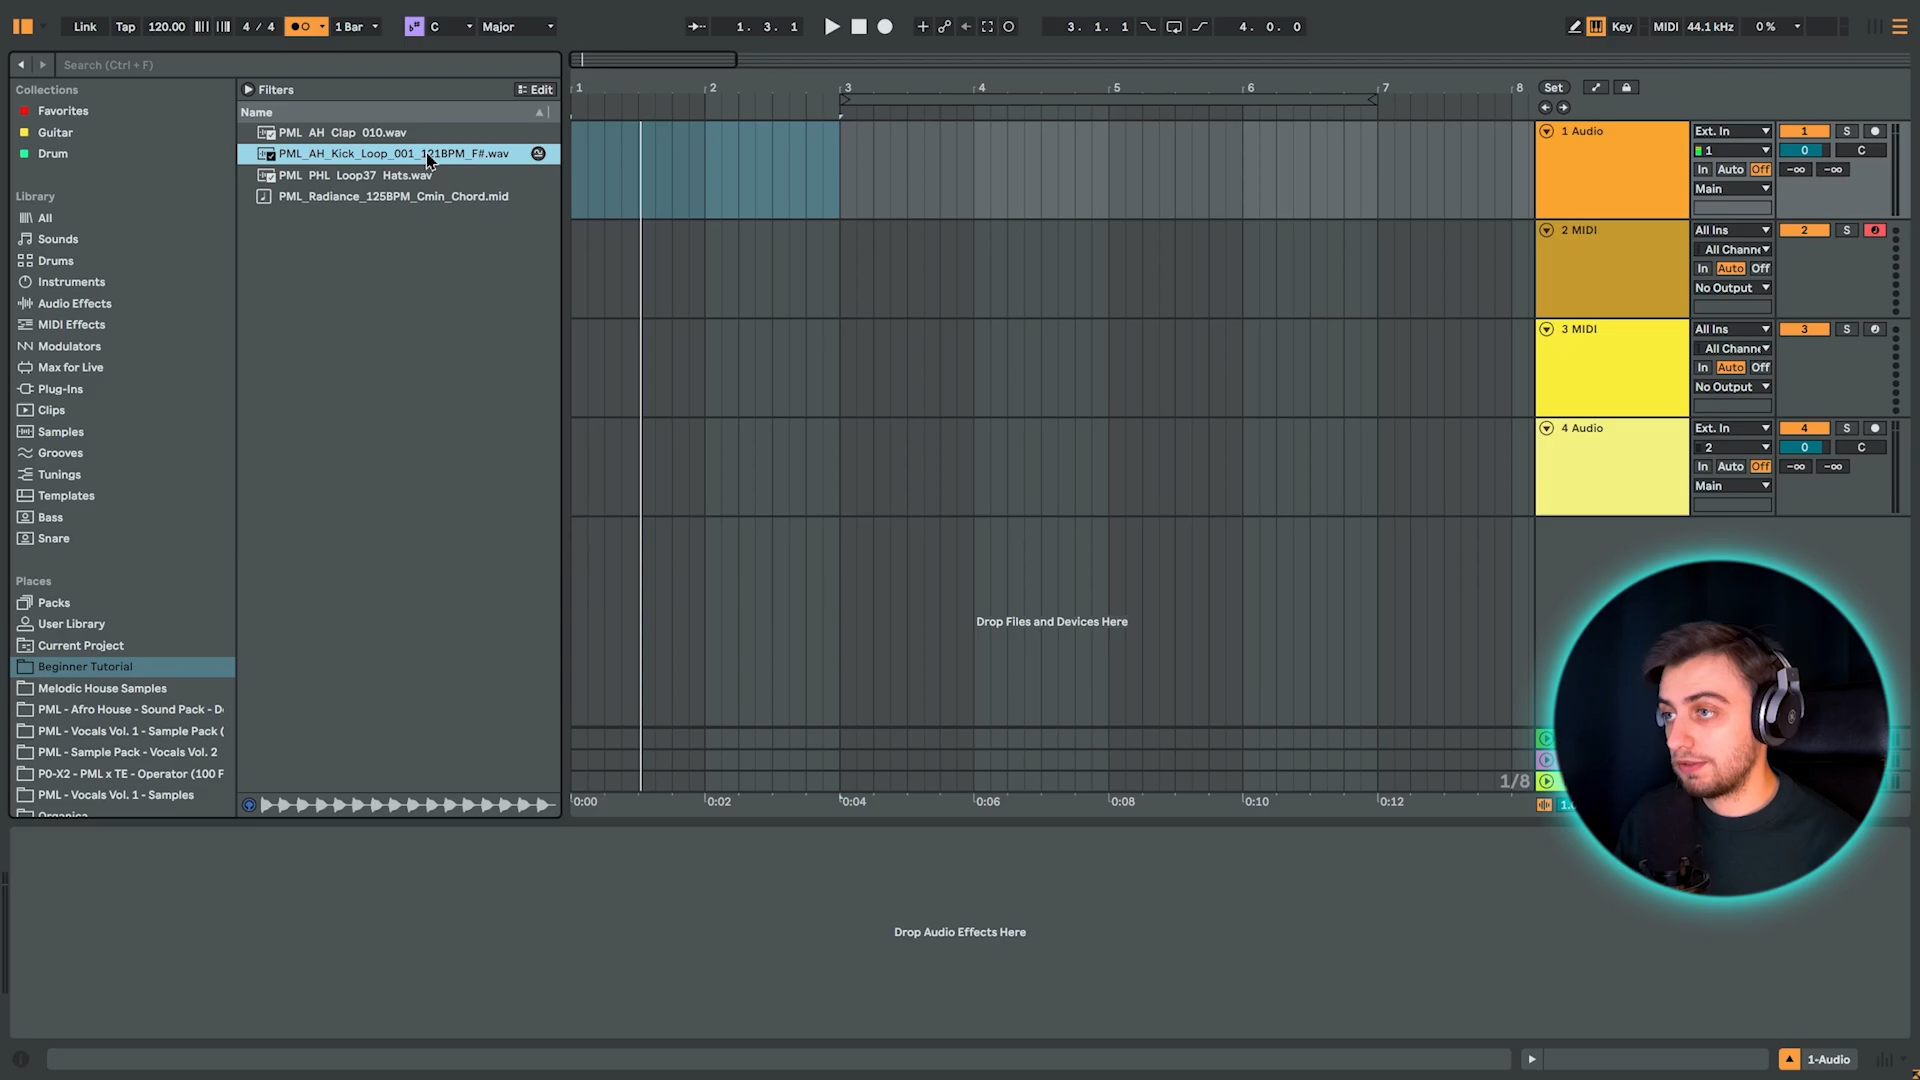 Link Tap 120.00 4 / 4 1 Bar C Major 1. 3. 1 3. 1. 1 4. 0. 0 Key MIDI 44.1 kHz 0 %
Search (Ctrl + F)
Collections
Favorites
Guitar
Drum
Library
All
Sounds
Drums
Instruments
Audio Effects
MIDI Effects
Modulators
Max for Live
Plug-Ins
Clips
Samples
Grooves
Tunings
Templates
Bass
Snare
Places
Packs
User Library
Current Project
Beginner Tutorial
Melodic House Samples
PML - Afro House - Sound Pack - D
PML - Vocals Vol. 1 - Sample Pack (
PML - Sample Pack - Vocals Vol. 2
P0-X2 - PML x TE - Operator (100 F
PML - Vocals Vol. 1 - Samples
Organica
Filters Edit
Name
PML AH Clap 010.wav
PML_AH_Kick_Loop_001_121BPM_F#.wav
PML PHL Loop37 Hats.wav
PML_Radiance_125BPM_Cmin_Chord.mid
1 2 3 4 5 6 7 8
Drop Files and Devices Here
1/8
0:00 0:02 0:04 0:06 0:08 0:10 0:12
Set
1 Audio Ext. In 1 S
1 0 C
In Auto Off -∞ -∞
Main
2 MIDI All Ins 2 S
All Channe
In Auto Off
No Output
3 MIDI All Ins 3 S
All Channe
In Auto Off
No Output
4 Audio Ext. In 4 S
2 0 C
In Auto Off -∞ -∞
Main
Drop Audio Effects Here
1-Audio